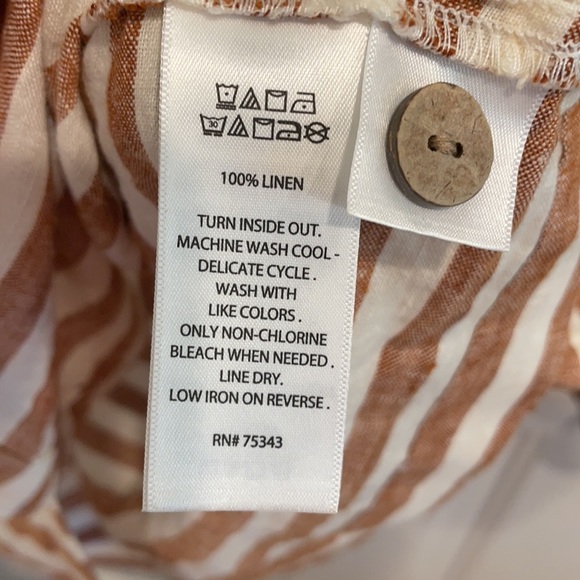 30
100% LINEN
TURN INSIDE OUT.
MACHINE WASH COOL -
DELICATE CYCLE .
WASH WITH
LIKE COLORS .
ONLY NON-CHLORINE
BLEACH WHEN NEEDED .
LINE DRY.
LOW IRON ON REVERSE .
RN# 75343